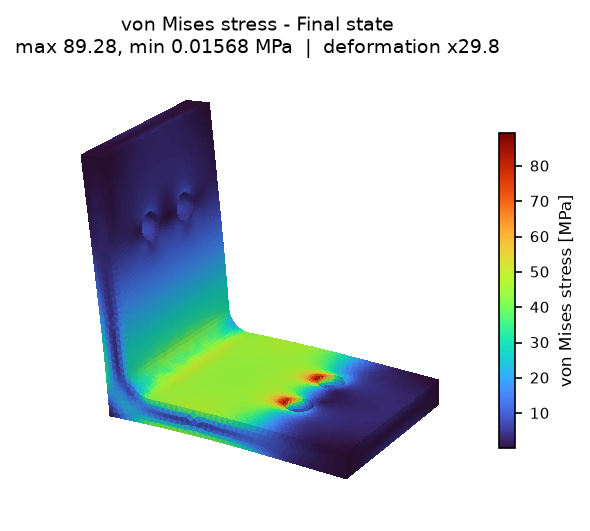 von Mises stress - Final state
max 89.28, min 0.01568 MPa | deformation x29.8
80
70
60
50
40
30
20
10
von Mises stress [MPa]